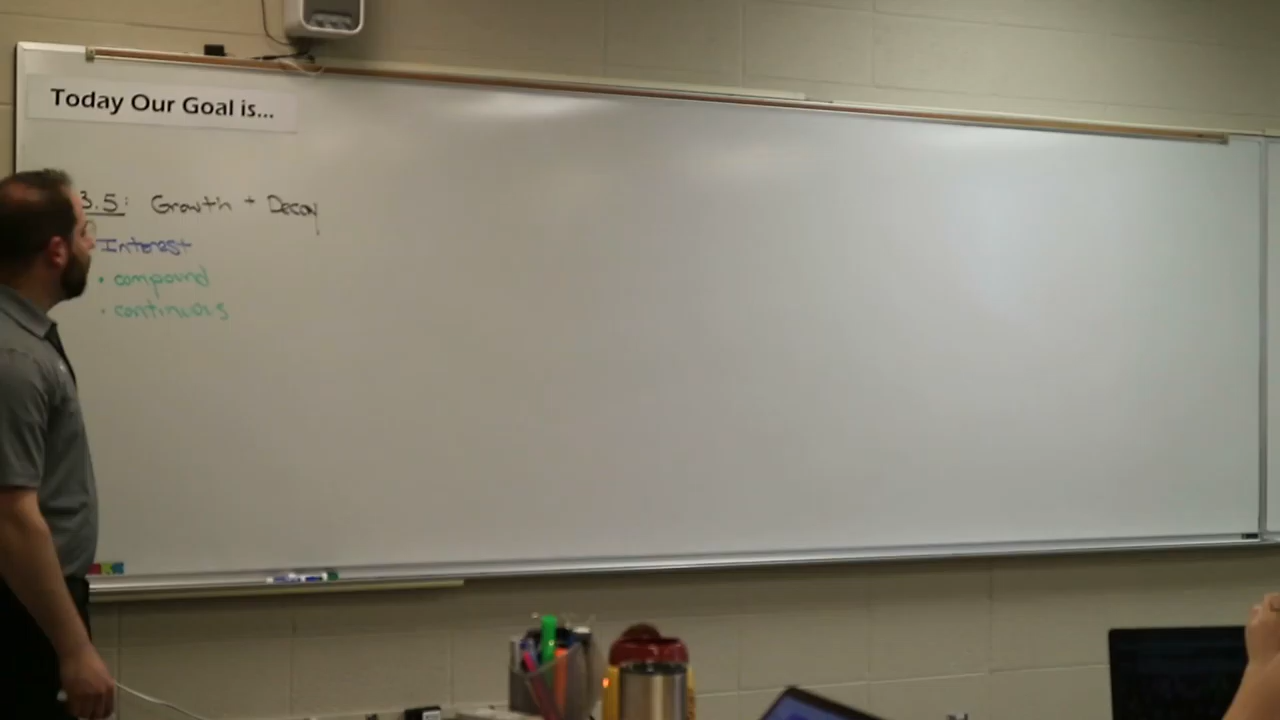 Today Our Goal is...
3.5: Growth + Decay
Interest
• compound
• continuous